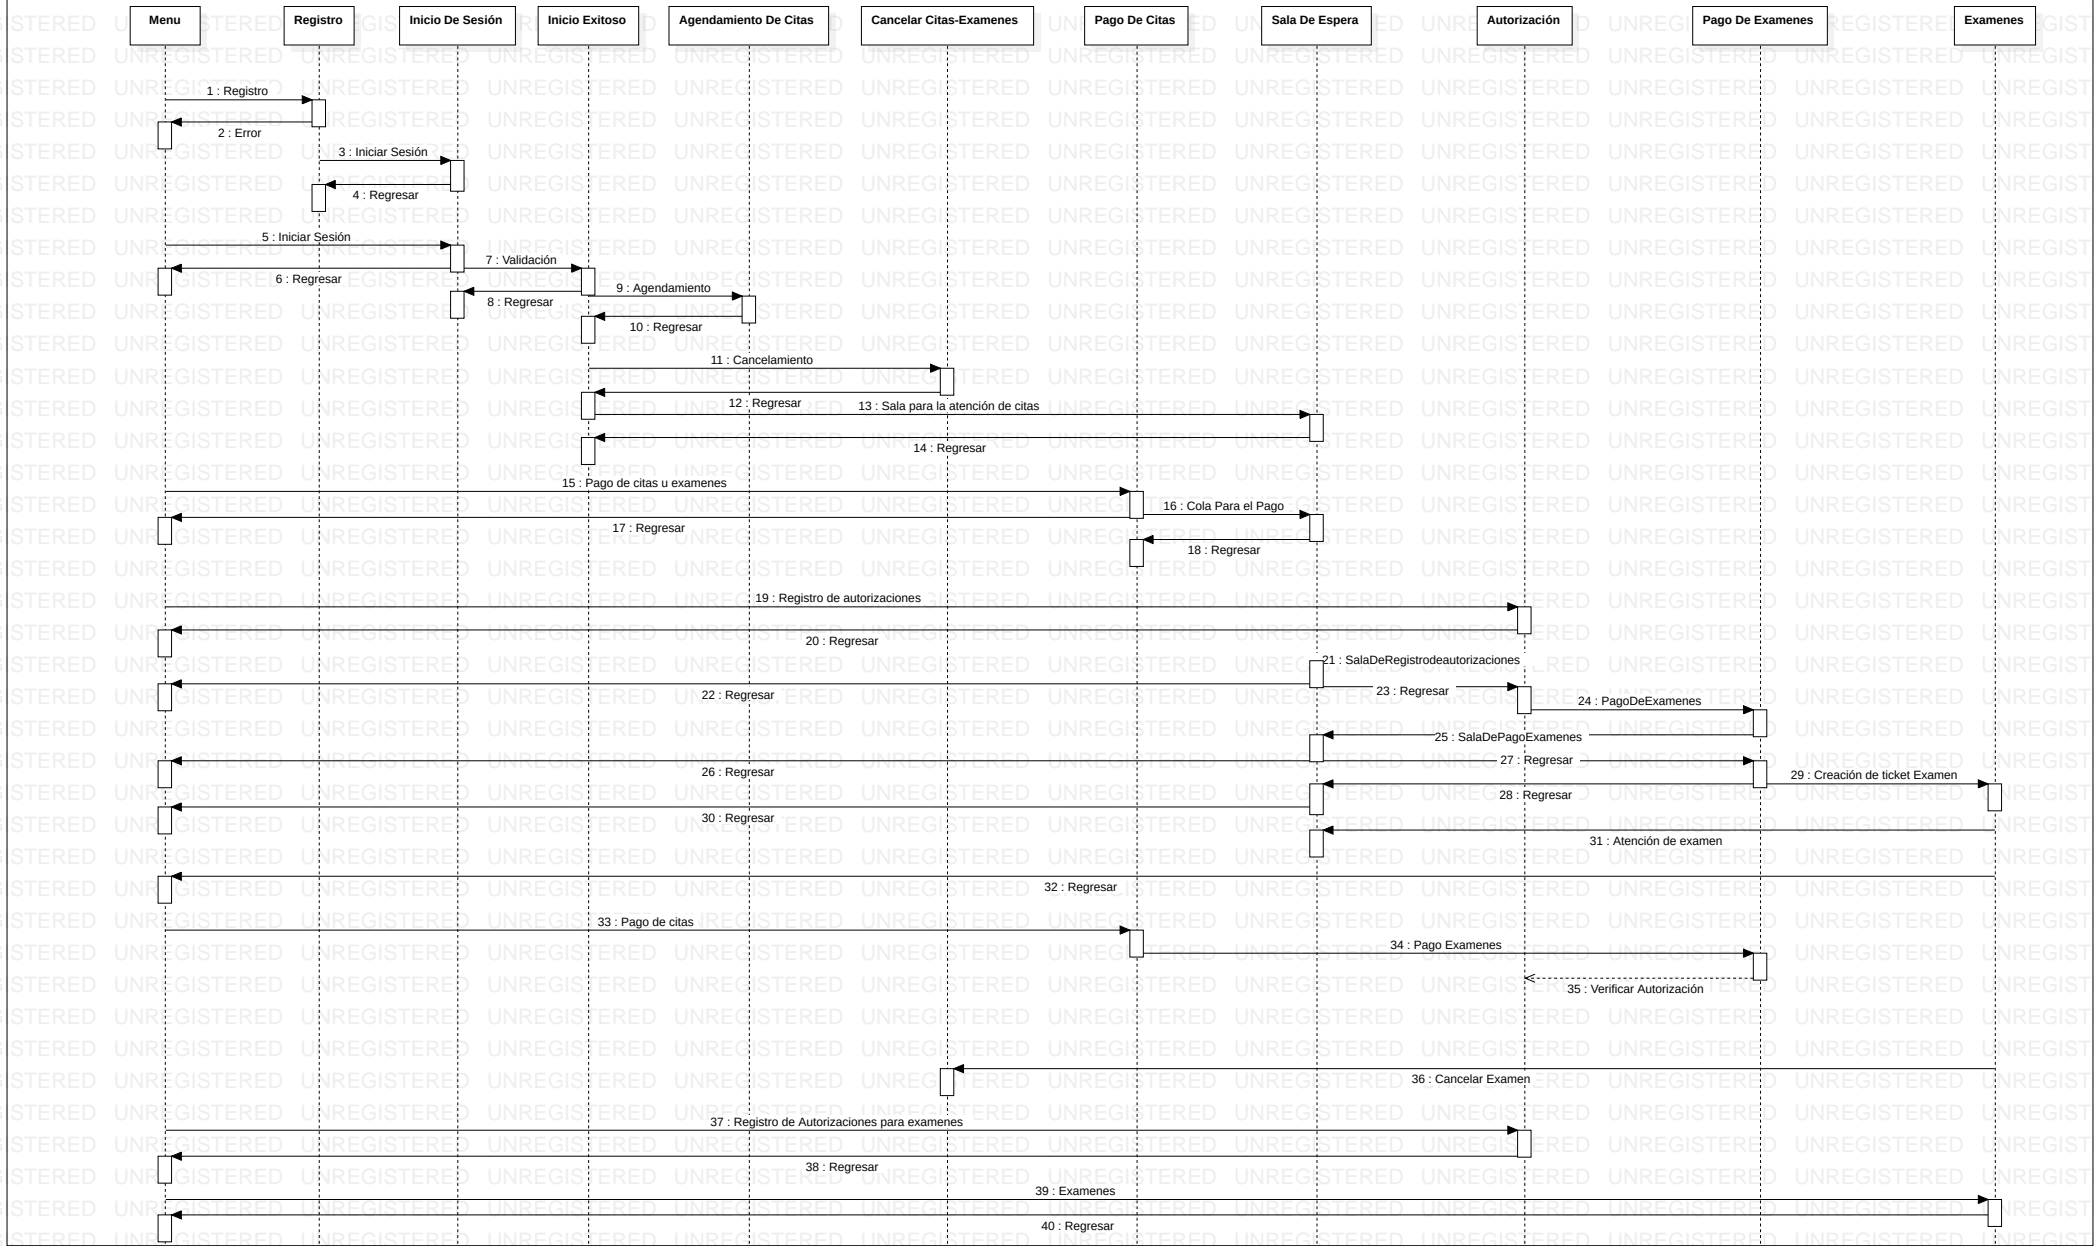 Menu
Registro
Inicio De Sesión
Inicio Exitoso
Agendamiento De Citas
Cancelar Citas-Examenes
Pago De Citas
Sala De Espera
Autorización
Pago De Examenes
Examenes
1 : Registro
2 : Error
3 : Iniciar Sesión
4 : Regresar
5 : Iniciar Sesión
6 : Regresar
7 : Validación
8 : Regresar
9 : Agendamiento
10 : Regresar
11 : Cancelamiento
12 : Regresar
13 : Sala para la atención de citas
14 : Regresar
15 : Pago de citas u examenes
16 : Cola Para el Pago
17 : Regresar
18 : Regresar
19 : Registro de autorizaciones
20 : Regresar
21 : SalaDeRegistrodeautorizaciones
22 : Regresar
23 : Regresar
24 : PagoDeExamenes
25 : SalaDePagoExamenes
26 : Regresar
27 : Regresar
28 : Regresar
29 : Creación de ticket Examen
30 : Regresar
31 : Atención de examen
32 : Regresar
33 : Pago de citas
34 : Pago Examenes
35 : Verificar Autorización
36 : Cancelar Examen
37 : Registro de Autorizaciones para examenes
38 : Regresar
39 : Examenes
40 : Regresar
UNREGISTERED